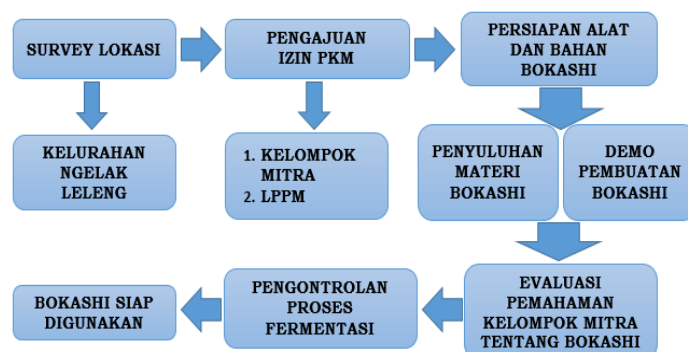 SURVEY LOKASI
PENGAJUAN
IZIN PKM
PERSIAPAN ALAT
DAN BAHAN
BOKASHI
KELURAHAN
NGELAK
LELENG
1. KELOMPOK
MITRA
2. LPPM
PENYULUHAN
MATERI
BOKASHI
DEMO
PEMBUATAN
BOKASHI
EVALUASI
PEMAHAMAN
KELOMPOK MITRA
TENTANG BOKASHI
PENGONTROLAN
PROSES
FERMENTASI
BOKASHI SIAP
DIGUNAKAN